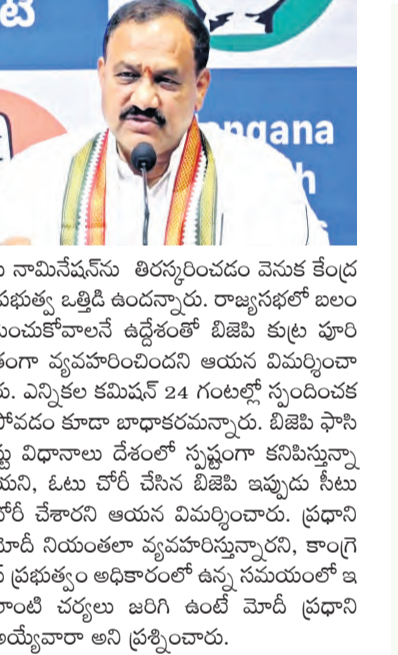 టీ
ngana
h
s
నామినేషన్‌ను తిరస్కరించడం వెనుక కేంద్ర
ప్రభుత్వ ఒత్తిడి ఉందన్నారు. రాజ్యసభలో బలం
పెంచుకోవాలనే ఉద్దేశంతో బిజెపి కుట్ర పూరి
తంగా వ్యవహరించిందని ఆయన విమర్శించా
రు. ఎన్నికల కమిషన్ 24 గంటల్లో స్పందించక
పోవడం కూడా బాధాకరమన్నారు. బిజెపి ఫాసి
స్టు విధానాలు దేశంలో స్పష్టంగా కనిపిస్తున్నా
యని, ఓటు చోరీ చేసిన బిజెపి ఇప్పుడు సీటు
చోరీ చేశారని ఆయన విమర్శించారు. ప్రధాని
మోదీ నియంతలా వ్యవహరిస్తున్నారని, కాంగ్రె
స్ ప్రభుత్వం అధికారంలో ఉన్న సమయంలో ఇ
లాంటి చర్యలు జరిగి ఉంటే మోదీ ప్రధాని
అయ్యేవారా అని ప్రశ్నించారు.